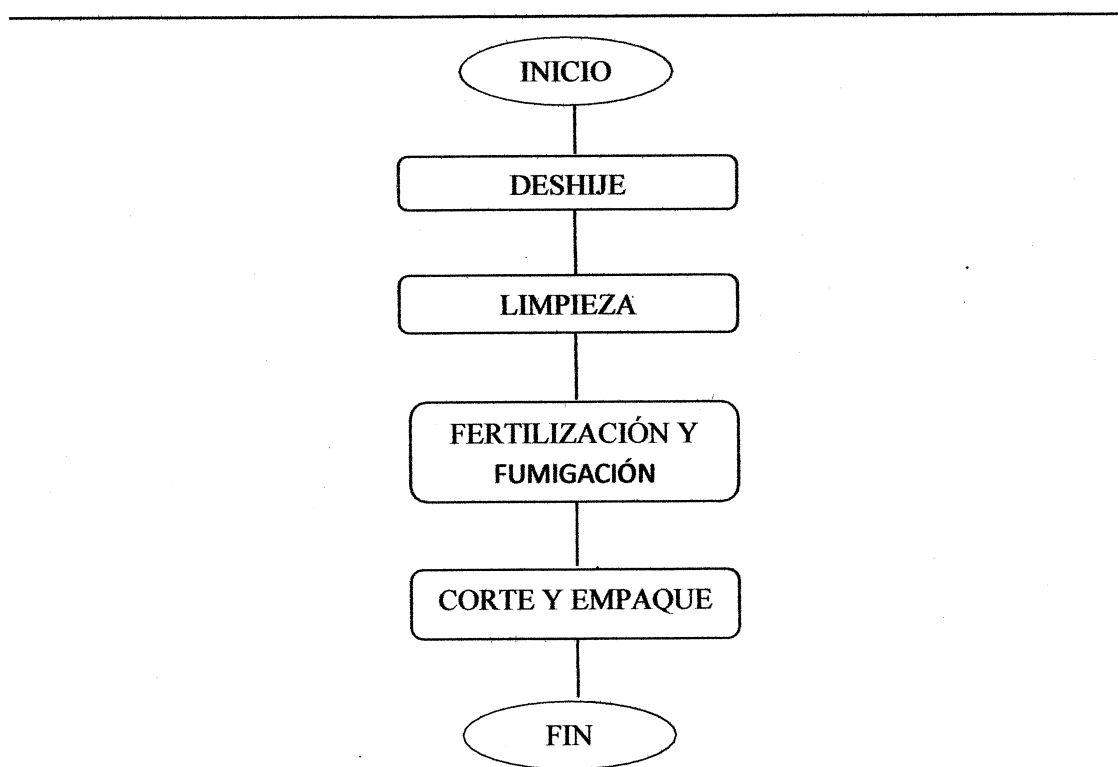 INICIO
DESHIJE
LIMPIEZA
FERTILIZACIÓN Y
FUMIGACIÓN
CORTE Y EMPAQUE
FIN